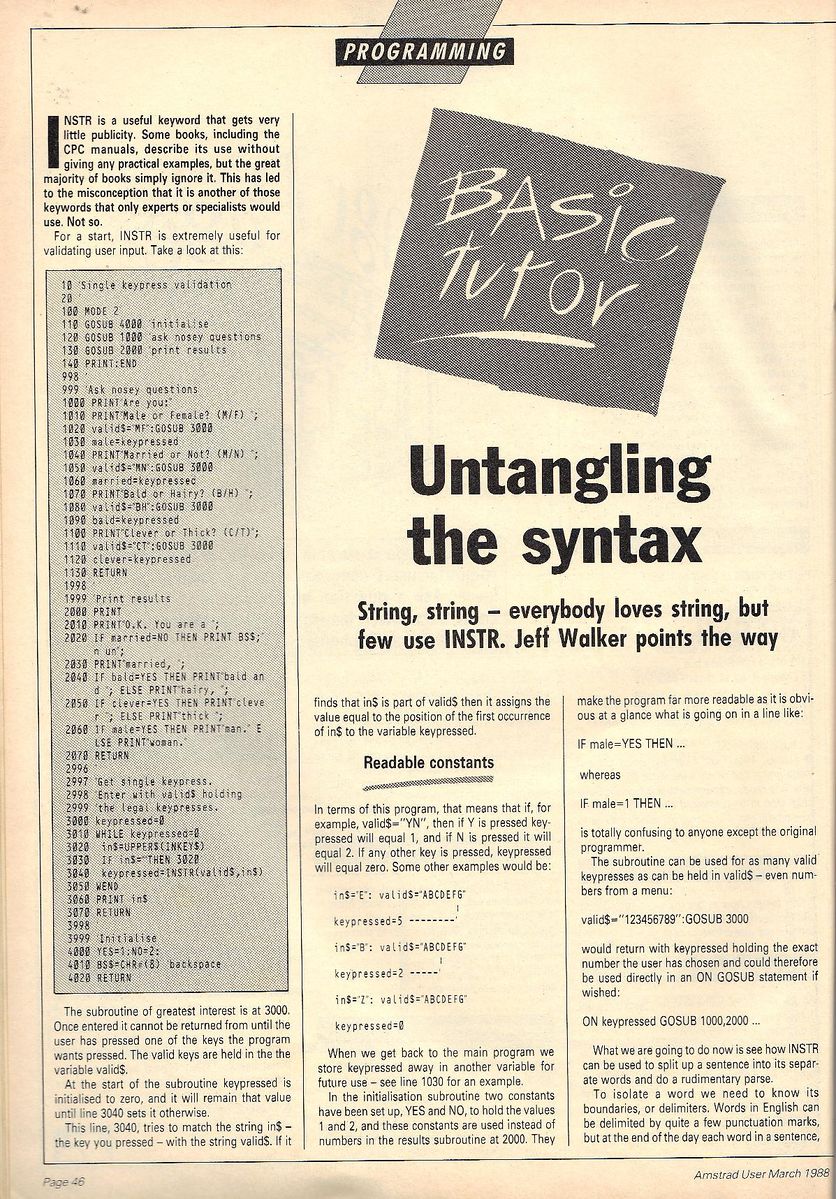 PROGRAMMING
INSTR is a useful keyword that gets very
little publicity. Some books, including the
CPC manuals, describe its use without
giving any practical examples, but the great
majority of books simply ignore it. This has led
to the misconception that it is another of those
keywords that only experts or specialists would
use. Not so.
For a start, INSTR is extremely useful for
validating user input. Take a look at this:
10 'Single keypress validation
20
100 MODE 2
110 GOSUB 4000 'initialise
120 GOSUB 1000 'ask nosey questions
130 GOSUB 2000 'print results
140 PRINT:END
998 '
999 'Ask nosey questions
1000 PRINT"Are you:"
1010 PRINT"Male or Female? (M/F) ";
1020 valid$="MF":GOSUB 3000
1030 male=keypressed
1040 PRINT"Married or Not? (M/N) ";
1050 valid$="MN":GOSUB 3000
1060 married=keypressed
1070 PRINT"Bald or Hairy? (B/H) ";
1080 valid$="BH":GOSUB 3000
1090 bald=keypressed
1100 PRINT"Clever or Thick? (C/T)";
1110 valid$="CT":GOSUB 3000
1120 clever=keypressed
1130 RETURN
1998 '
1999 'Print results
2000 PRINT
2010 PRINT"O.K. You are a ";
2020 IF married=NO THEN PRINT BS$;"
n un";
2030 PRINT"married, ";
2040 IF bald=YES THEN PRINT"bald an
d "; ELSE PRINT"hairy, ";
2050 IF clever=YES THEN PRINT"cleve
r "; ELSE PRINT"thick ";
2060 IF male=YES THEN PRINT"man." E
LSE PRINT"woman."
2070 RETURN
2996 '
2997 'Get single keypress.
2998 'Enter with valid$ holding
2999 'the legal keypresses.
3000 keypressed=0
3010 WHILE keypressed=0
3020 in$=UPPER$(INKEY$)
3030 IF in$=""THEN 3020
3040 keypressed=INSTR(valid$,in$)
3050 WEND
3060 PRINT in$
3070 RETURN
3998 '
3999 'Initialise
4000 YES=1:NO=2:
4010 BS$=CHR$(8) 'backspace
4020 RETURN
The subroutine of greatest interest is at 3000.
Once entered it cannot be returned from until the
user has pressed one of the keys the program
wants pressed. The valid keys are held in the the
variable valid$.
At the start of the subroutine keypressed is
initialised to zero, and it will remain that value
until line 3040 sets it otherwise.
This line, 3040, tries to match the string in$ –
the key you pressed – with the string valid$. If it
BASIC
tutor
Untangling
the syntax
String, string – everybody loves string, but
few use INSTR. Jeff Walker points the way
finds that in$ is part of valid$ then it assigns the
value equal to the position of the first occurrence
of in$ to the variable keypressed.
Readable constants
In terms of this program, that means that if, for
example, valid$="YN", then if Y is pressed key-
pressed will equal 1, and if N is pressed it will
equal 2. If any other key is pressed, keypressed
will equal zero. Some other examples would be:
in$="E": valid$="ABCDEFG"
keypressed=5 --------'
in$="B": valid$="ABCDEFG"
keypressed=2 -----'
in$="Z": valid$="ABCDEFG"
keypressed=0
When we get back to the main program we
store keypressed away in another variable for
future use – see line 1030 for an example.
In the initialisation subroutine two constants
have been set up, YES and NO, to hold the values
1 and 2, and these constants are used instead of
numbers in the results subroutine at 2000. They
make the program far more readable as it is obvi-
ous at a glance what is going on in a line like:
IF male=YES THEN ...
whereas
IF male=1 THEN ...
is totally confusing to anyone except the original
programmer.
The subroutine can be used for as many valid
keypresses as can be held in valid$ – even num-
bers from a menu:
valid$="123456789":GOSUB 3000
would return with keypressed holding the exact
number the user has chosen and could therefore
be used directly in an ON GOSUB statement if
wished:
ON keypressed GOSUB 1000,2000 ...
What we are going to do now is see how INSTR
can be used to split up a sentence into its separ-
ate words and do a rudimentary parse.
To isolate a word we need to know its
boundaries, or delimiters. Words in English can
be delimited by quite a few punctuation marks,
but at the end of the day each word in a sentence,
Page 46
Amstrad User March 1988